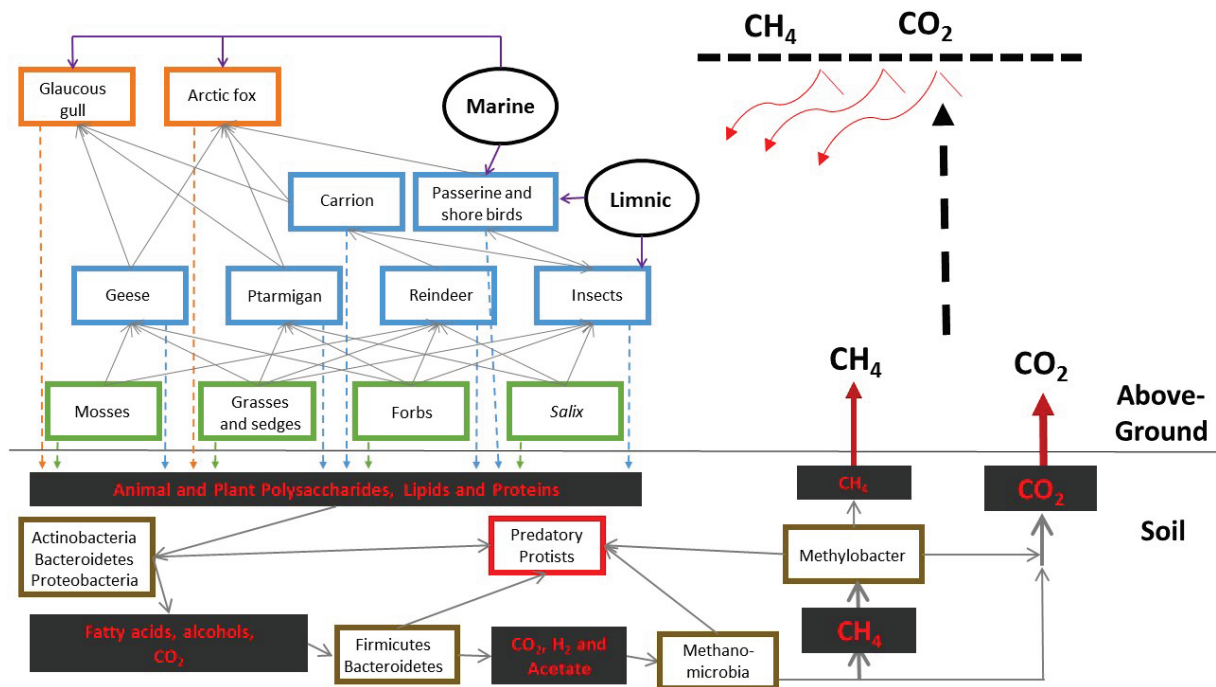 CH₄
CO₂
Glaucous
gull
Arctic fox
Marine
Carrion
Passerine and
shore birds
Limnic
Geese
Ptarmigan
Reindeer
Insects
CH₄
CO₂
Mosses
Grasses
and sedges
Forbs
Salix
Above-
Ground
Animal and Plant Polysaccharides, Lipids and Proteins
CH₄
CO₂
Soil
Actinobacteria
Bacteroidetes
Proteobacteria
Predatory
Protists
Methylobacter
Fatty acids, alcohols,
CO₂
Firmicutes
Bacteroidetes
CO₂, H₂ and
Acetate
Methano-
microbia
CH₄